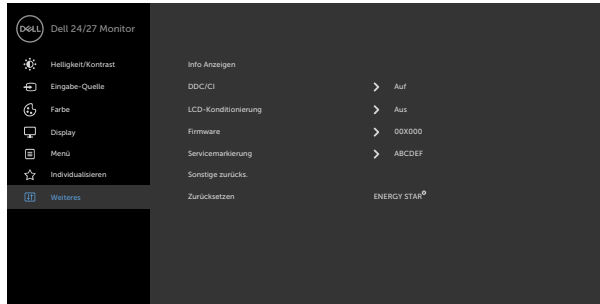 DELL
Dell 24/27 Monitor
Helligkeit/Kontrast
Eingabe-Quelle
Farbe
Display
Menü
Individualisieren
Weiteres
Info Anzeigen
DDC/CI Auf
LCD-Konditionierung Aus
Firmware 00X000
Servicemarkierung ABCDEF
Sonstige zurücks.
Zurücksetzen ENERGY STAR®